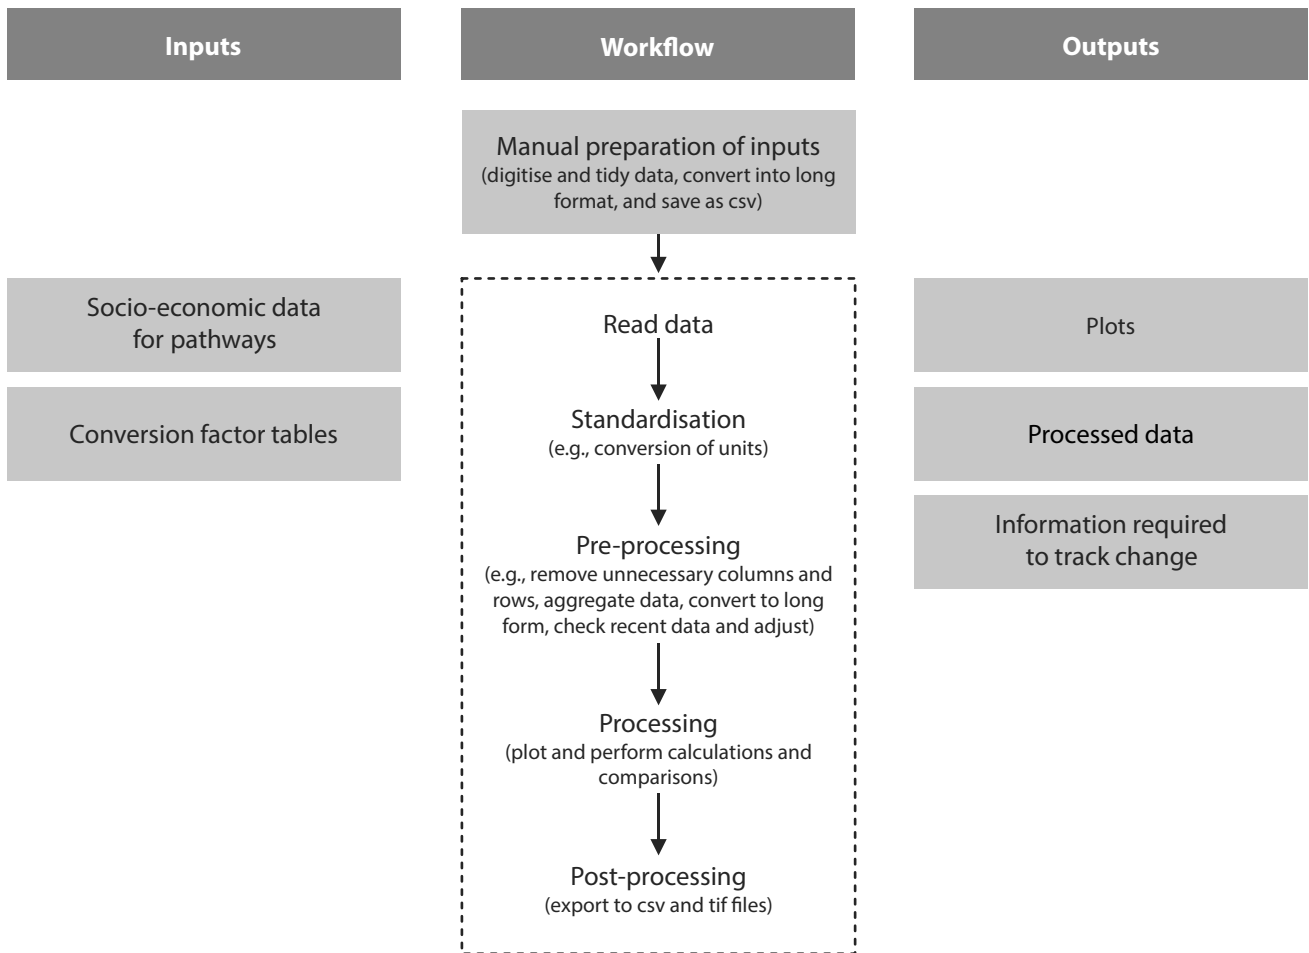 Inputs
Workflow
Outputs
Manual preparation of inputs
(digitise and tidy data, convert into long
format, and save as csv)
Socio-economic data
for pathways
Conversion factor tables
Read data
Standardisation
(e.g., conversion of units)
Pre-processing
(e.g., remove unnecessary columns and
rows, aggregate data, convert to long
form, check recent data and adjust)
Processing
(plot and perform calculations and
comparisons)
Post-processing
(export to csv and tif files)
Plots
Processed data
Information required
to track change